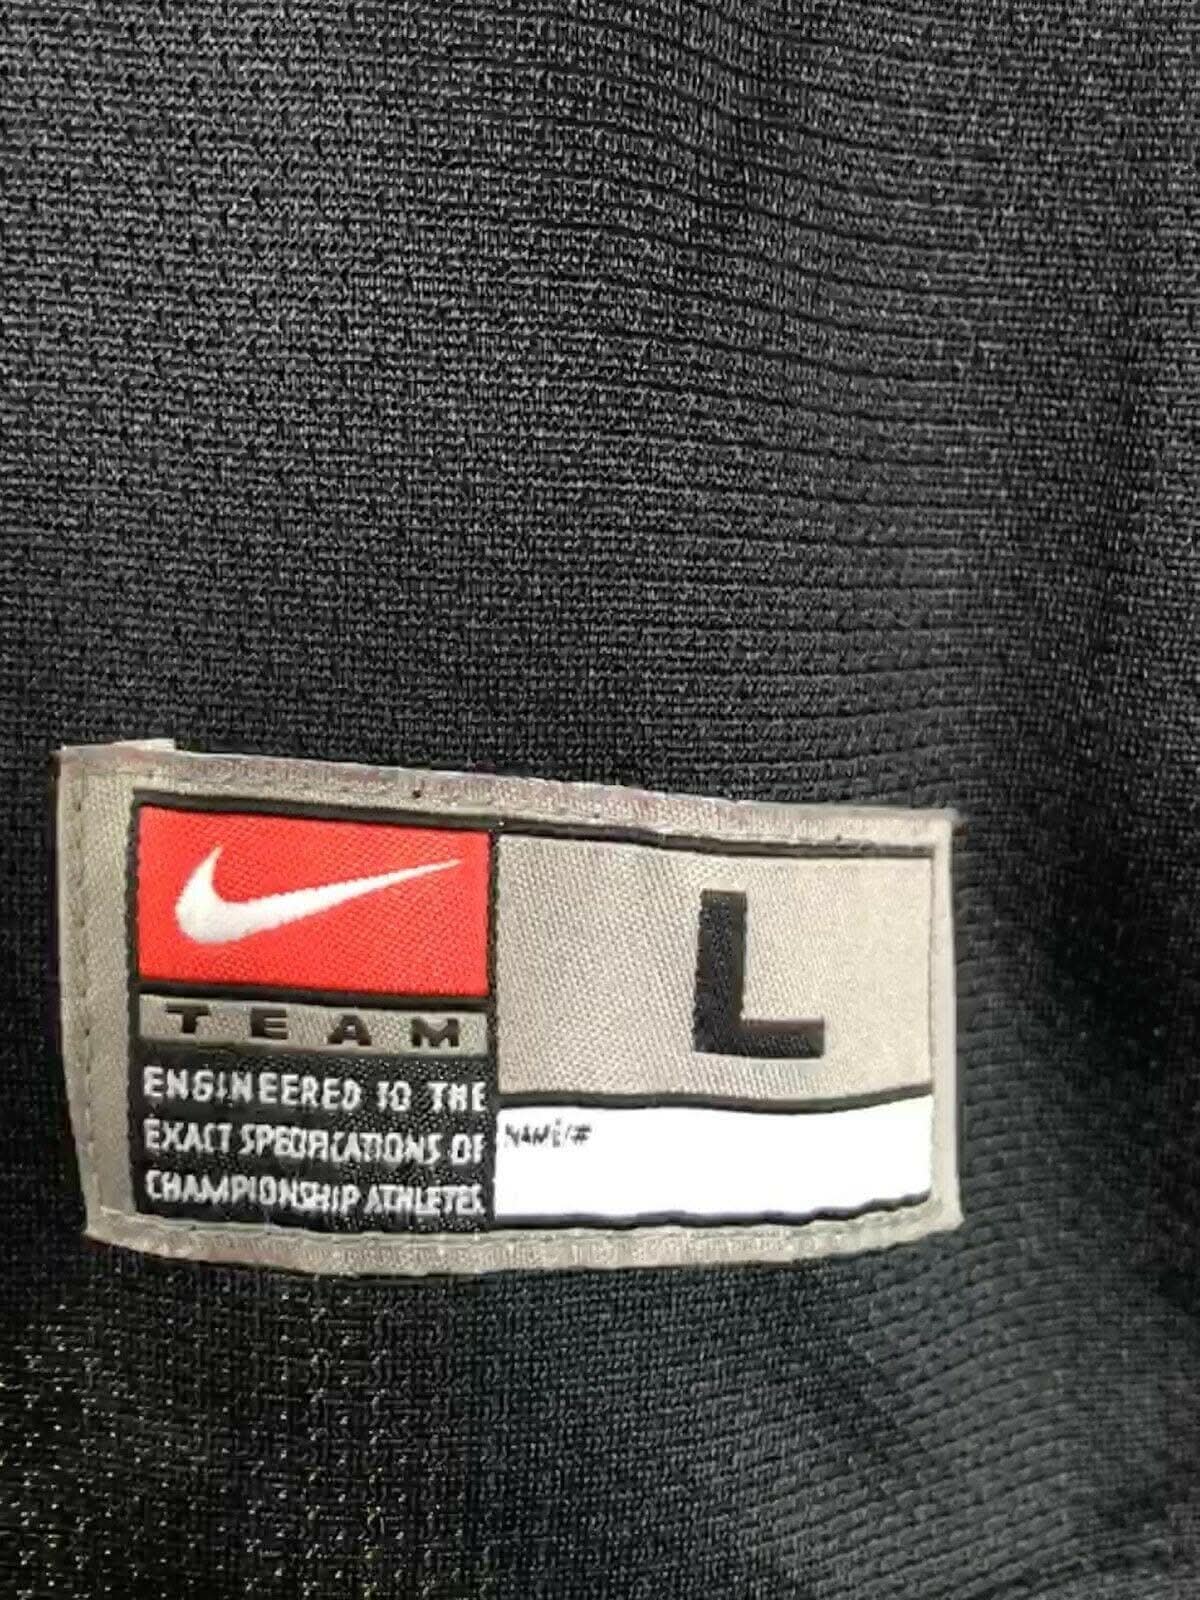 TEAM
ENGINEERED TO THE
EXACT SPECIFICATIONS OF
CHAMPIONSHIP ATHLETES
L
NAME/#